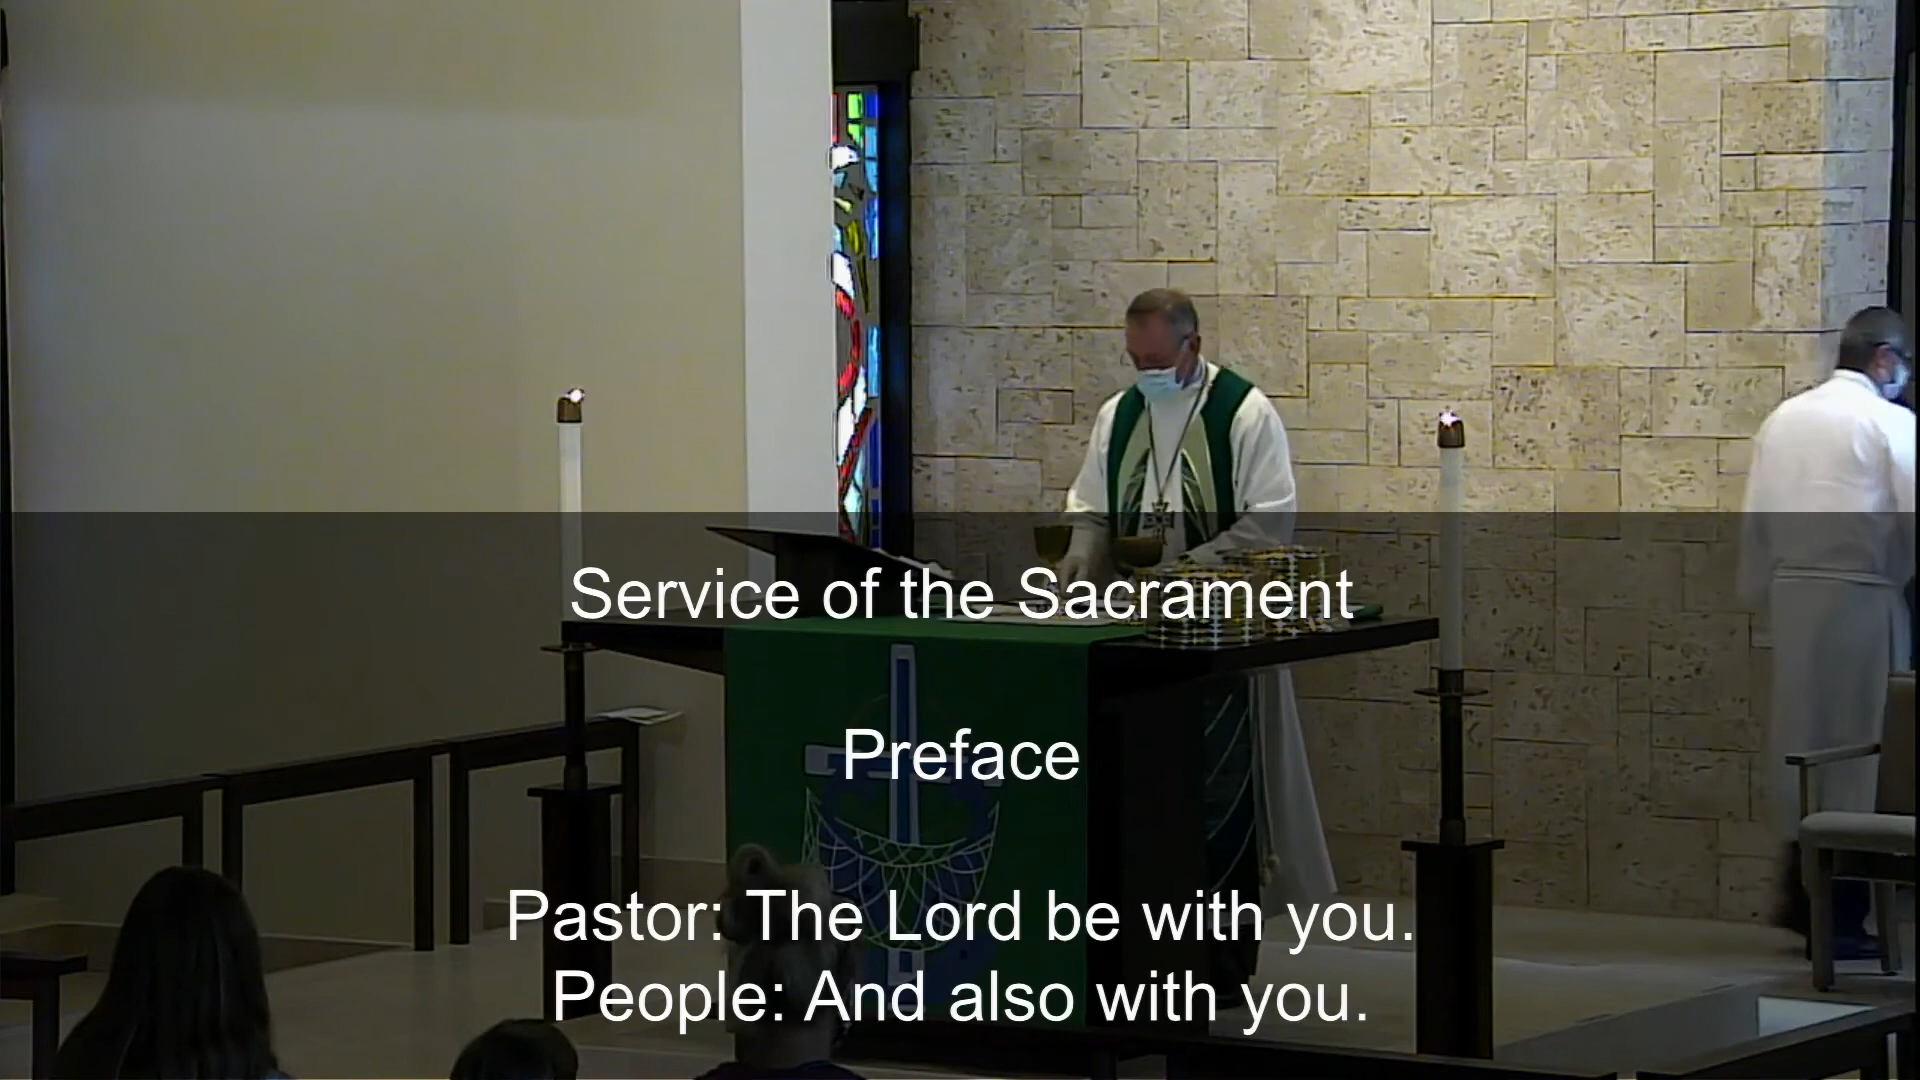 Service of the Sacrament
Preface
Pastor: The Lord be with you.
People: And also with you.